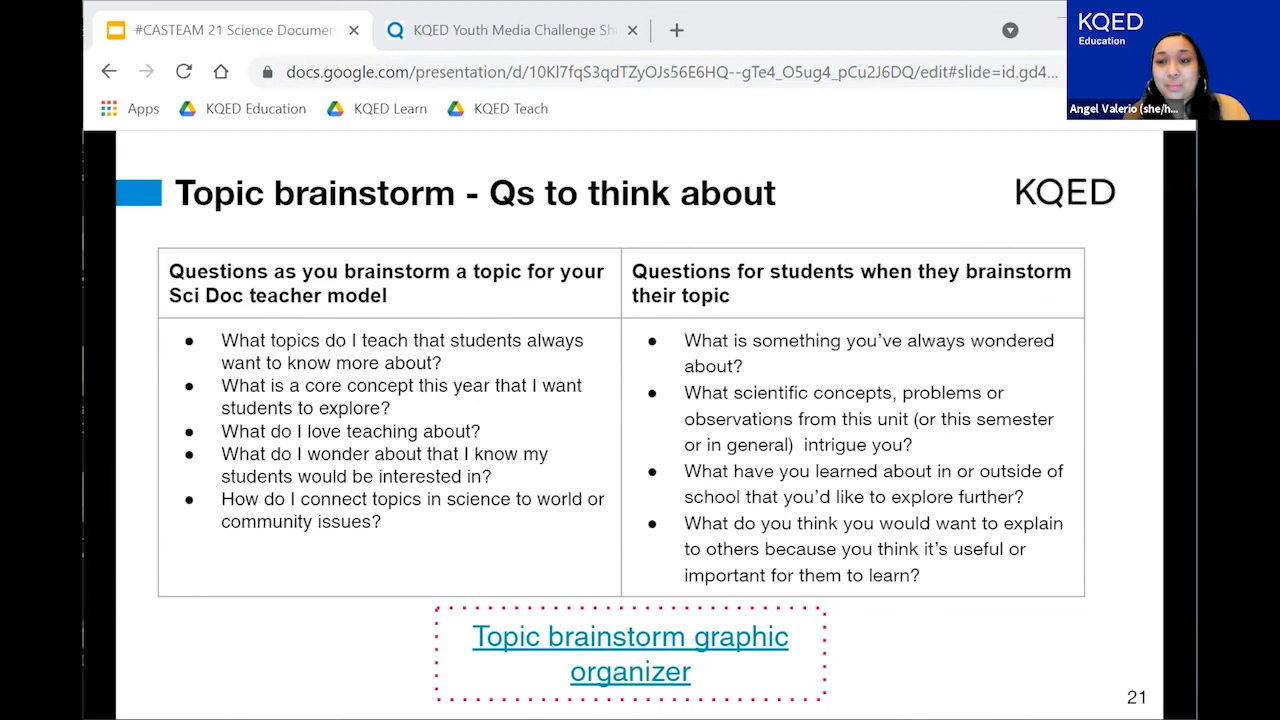 #CASTEAM 21 Science Documen
KQED Youth Media Challenge Sh
docs.google.com/presentation/d/10Kl7fqS3qdTZyOJs56E6HQ--gTe4_O5ug4_pCu2J6DQ/edit#slide=id.gd4...
Apps
KQED Education
KQED Learn
KQED Teach
KQED
Education
Angel Valerio (she/h...
Topic brainstorm - Qs to think about
KQED
Questions as you brainstorm a topic for your
Sci Doc teacher model
What topics do I teach that students always
want to know more about?
What is a core concept this year that I want
students to explore?
What do I love teaching about?
What do I wonder about that I know my
students would be interested in?
How do I connect topics in science to world or
community issues?
Questions for students when they brainstorm
their topic
What is something you've always wondered
about?
What scientific concepts, problems or
observations from this unit (or this semester
or in general)  intrigue you?
What have you learned about in or outside of
school that you'd like to explore further?
What do you think you would want to explain
to others because you think it's useful or
important for them to learn?
Topic brainstorm graphic
organizer
21